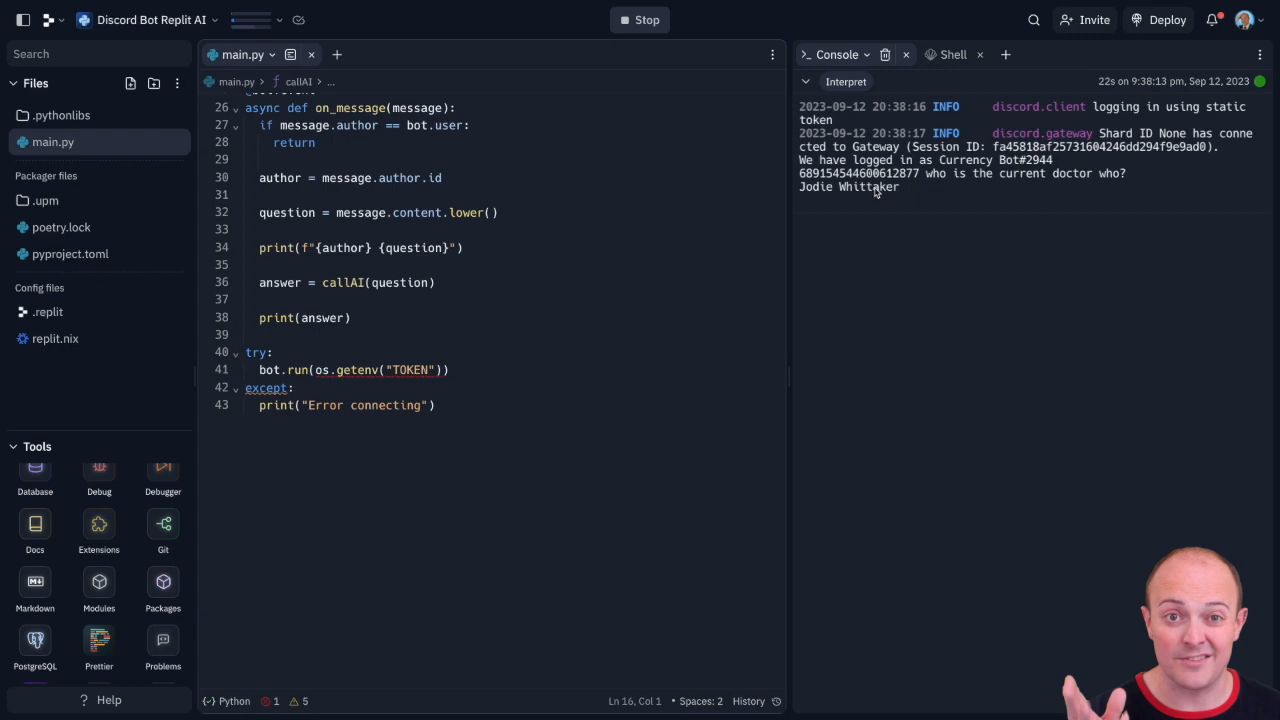 Discord Bot Replit AI
Stop
Invite
Deploy
Search
Files
.pythonlibs
main.py
Packager files
.upm
poetry.lock
pyproject.toml
Config files
.replit
replit.nix
Tools
Database
Debug
Debugger
Docs
Extensions
Git
Markdown
Modules
Packages
PostgreSQL
Prettier
Problems
? Help
main.py
main.py > callAI > ...
26 async def on_message(message):
27 if message.author == bot.user:
28 return
29
30 author = message.author.id
31
32 question = message.content.lower()
33
34 print(f"{author} {question}")
35
36 answer = callAI(question)
37
38 print(answer)
39
40 try:
41 bot.run(os.getenv("TOKEN"))
42 except:
43 print("Error connecting")
Python 1 5
Ln 16, Col 1 • Spaces: 2 History
>_ Console
Shell
Interpret
22s on 9:38:13 pm, Sep 12, 2023
2023-09-12 20:38:16 INFO discord.client logging in using static
token
2023-09-12 20:38:17 INFO discord.gateway Shard ID None has conne
cted to Gateway (Session ID: fa45818af25731604246dd294f9e9ad0).
We have logged in as Currency Bot#2944
689154544600612877 who is the current doctor who?
Jodie Whittaker